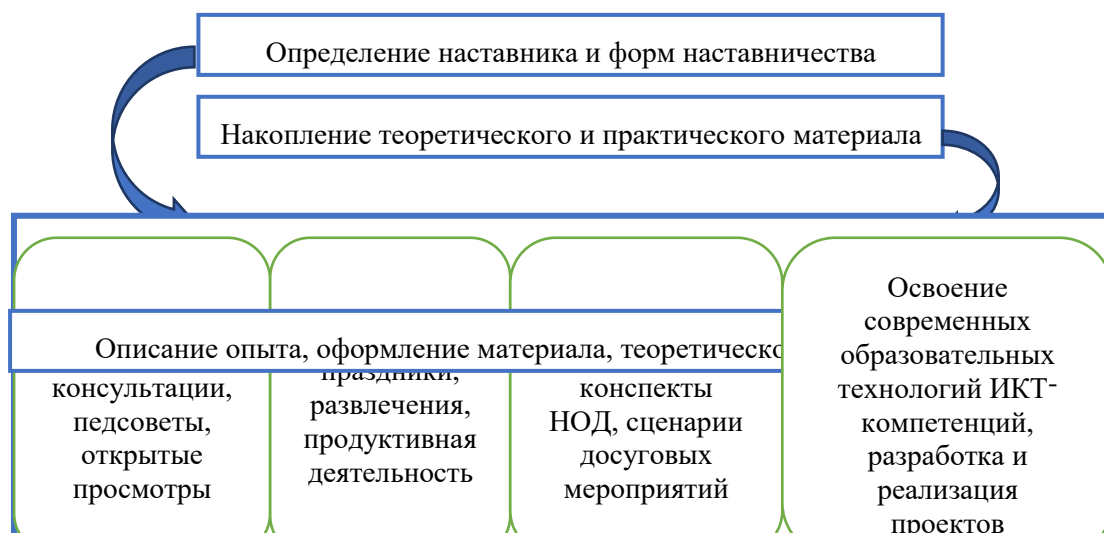 Определение наставника и форм наставничества
Накопление теоретического и практического материала
Описание опыта, оформление материала,
консультации,
педсоветы,
открытые
просмотры
праздники,
развлечения,
продуктивная
деятельность
конспекты
НОД, сценарии
досуговых
мероприятий
Освоение
современных
образовательных
технологий ИКТ-
компетенций,
разработка и
реализация
проектов